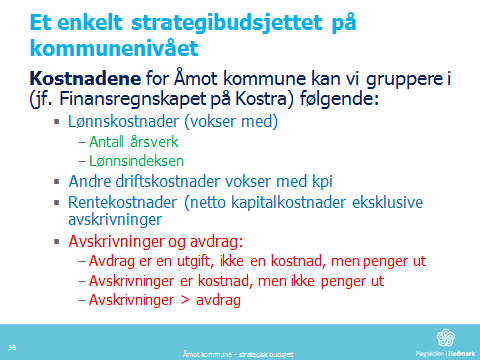 Et enkelt strategibudsjettet på
kommunenivået
Kostnadene for Åmot kommune kan vi gruppere i
(jf. Finansregnskapet på Kostra) følgende:
▪ Lønnskostnader (vokser med)
– Antall årsverk
– Lønnsindeksen
▪ Andre driftskostnader vokser med kpi
▪ Rentekostnader (netto kapitalkostnader eksklusive
avskrivninger
▪ Avskrivninger og avdrag:
– Avdrag er en utgift, ikke en kostnad, men penger ut
– Avskrivninger er kostnad, men ikke penger ut
– Avskrivninger > avdrag
36
Åmot kommune - strategisk budsjett
Høgskolen i Hedmark